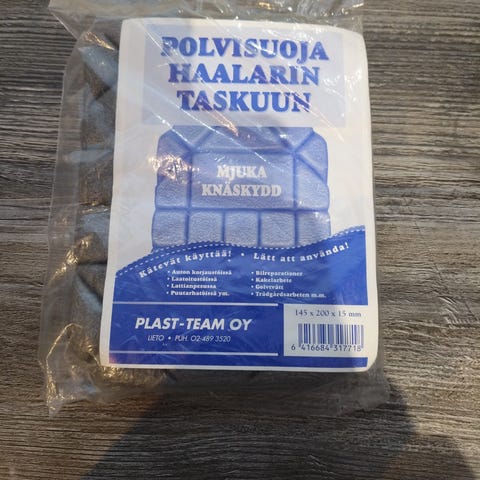 POLVISUOJA
HAALARIN
TASKUUN
MJUKA
KNÄSKYDD
Kätevät käyttää! • Lätt att använda!
• Auton korjaustöissä
• Laatoitustöissä
• Lattianpesussa
• Puutarhatöissä ym.
• Bilreparationer
• Kakelarbete
• Golvtvätt
• Trädgårdsarbeten m.m.
PLAST-TEAM OY
LIETO • PUH. 02-489 3520
145 x 200 x 15 mm
6 416684 317718